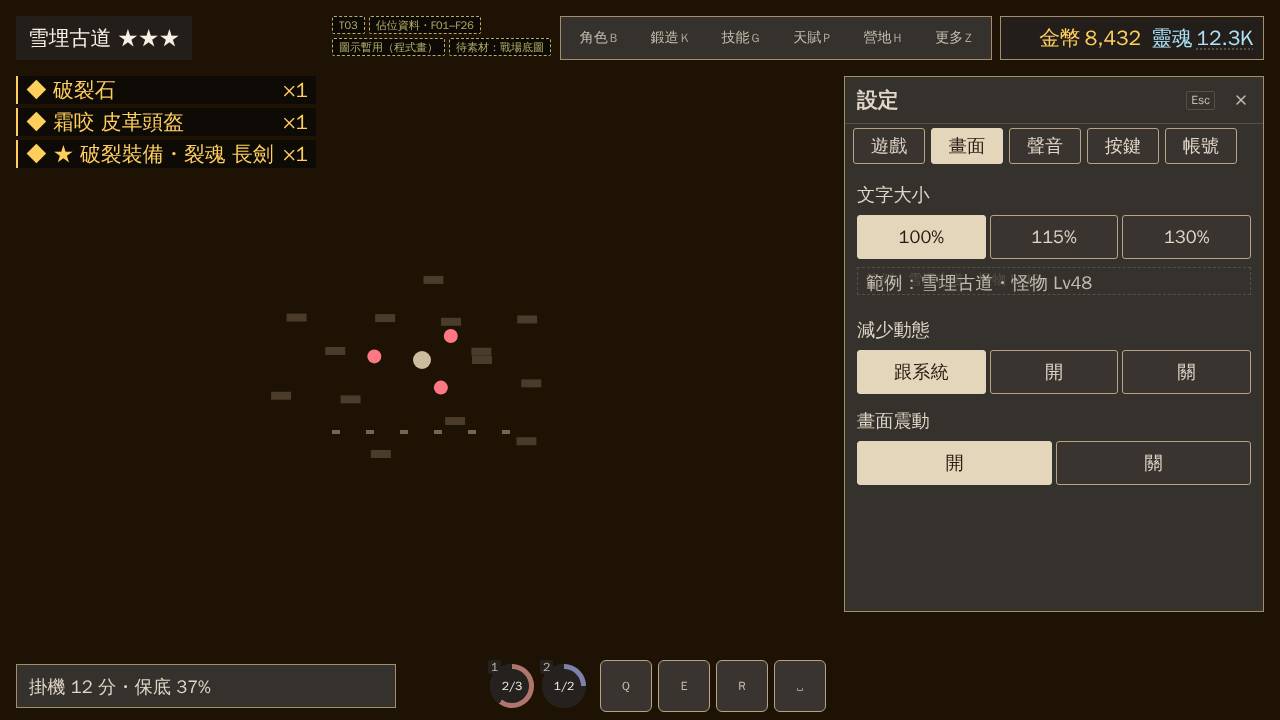 雪埋古道 ★★★
T03 佔位資料・F01–F26
圖示暫用（程式畫） 待素材：戰場底圖
角色B 鍛造K 技能G 天賦P 營地H 更多Z
金幣 8,432 靈魂 12.3K
◆ 破裂石 ×1
◆ 霜咬 皮革頭盔 ×1
◆ ★ 破裂裝備・裂魂 長劍 ×1
設定 Esc ×
遊戲 畫面 聲音 按鍵 帳號
文字大小
100% 115% 130%
範例：雪埋古道・怪物 Lv48
減少動態
跟系統 開 關
畫面震動
開 關
掛機 12 分・保底 37%
1 2/3 2 1/2 Q E R ⎵